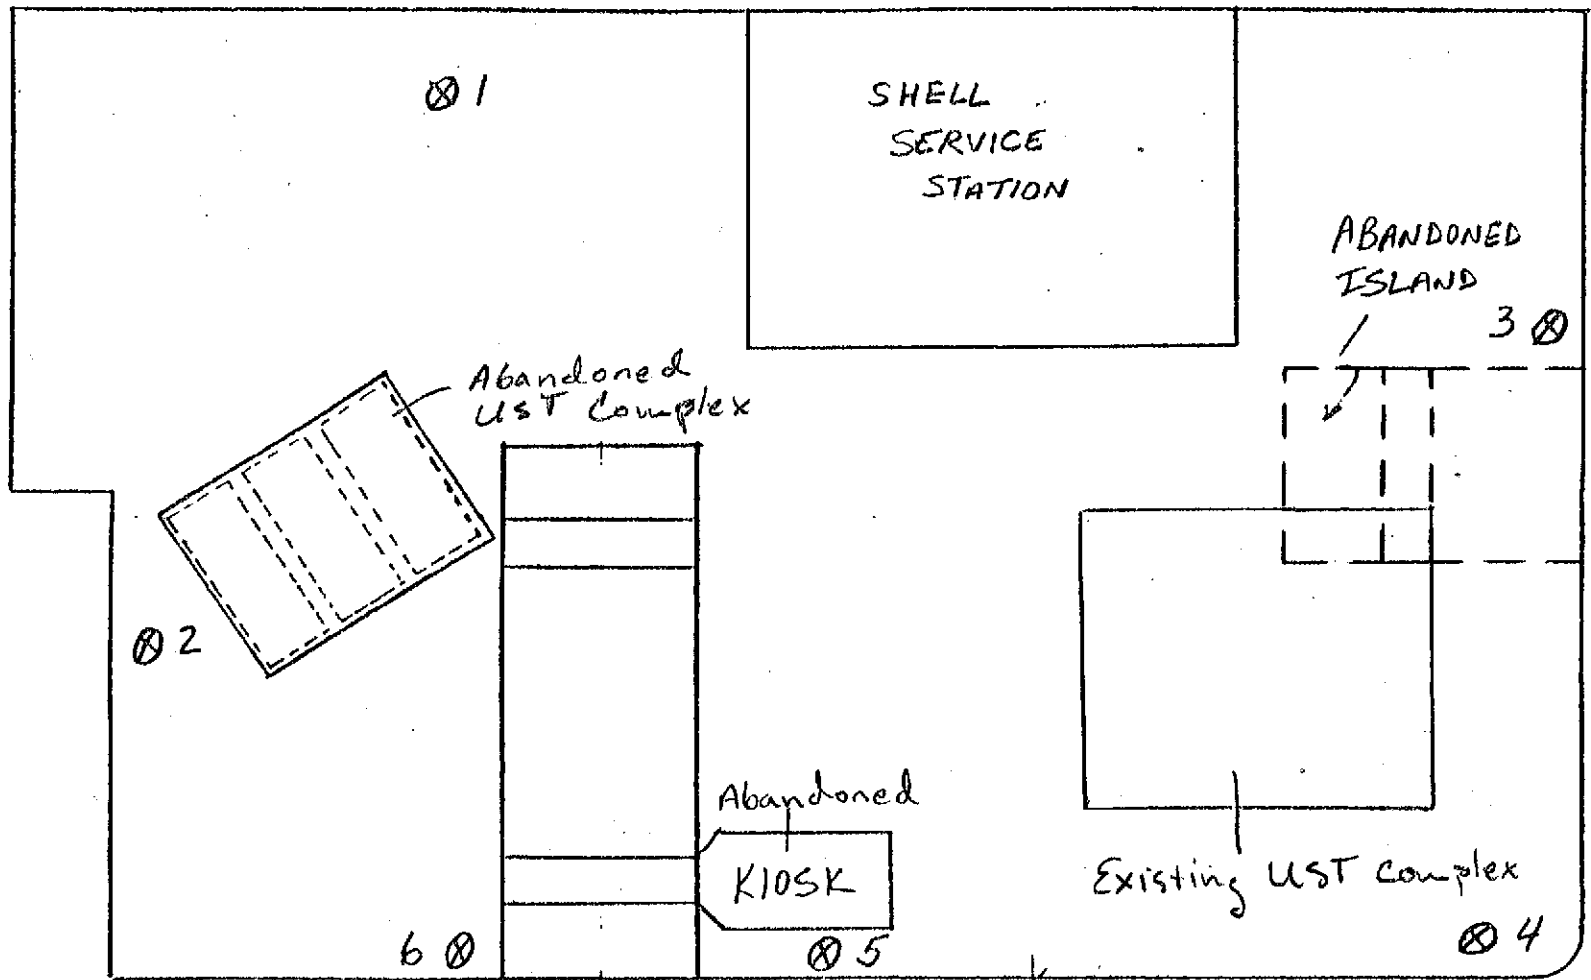 ⊗ 1
SHELL
SERVICE
STATION
ABANDONED
ISLAND
3 ⊗
Abandoned
UST Complex
⊗ 2
Abandoned
KIOSK
Existing UST Complex
6 ⊗
⊗ 5
⊗ 4